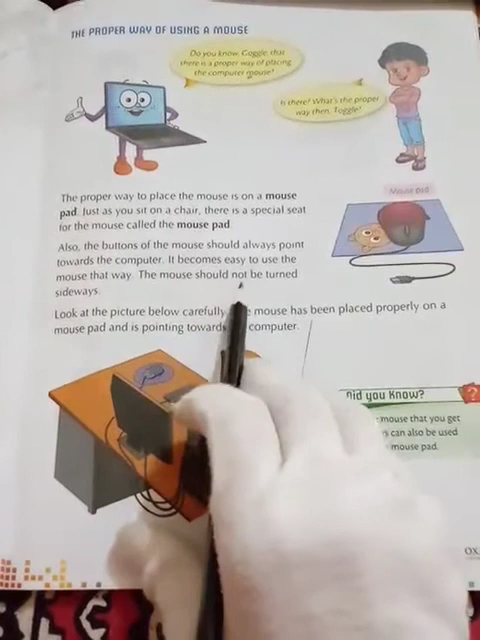 THE PROPER WAY OF USING A MOUSE
Do you know, Goggle, that
there is a proper way of placing
the computer mouse?
Is there? What's the proper
way then, Toggle?
Mouse pad
The proper way to place the mouse is on a mouse
pad. Just as you sit on a chair, there is a special seat
for the mouse called the mouse pad.
Also, the buttons of the mouse should always point
towards the computer. It becomes easy to use the
mouse that way. The mouse should not be turned
sideways.
Look at the picture below carefully. mouse has been placed properly on a
mouse pad and is pointing towards computer.
Did you Know?
?
mouse that you get
can also be used
mouse pad.
OX